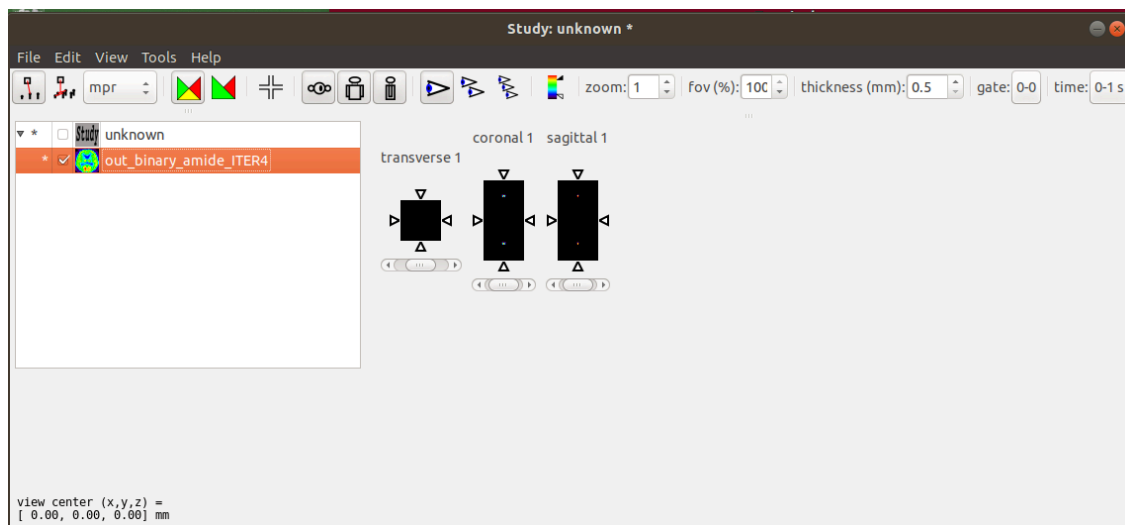 Study: unknown *
File Edit View Tools Help
mpr zoom: 1 fov (%): 100 thickness (mm): 0.5 gate: 0-0 time: 0-1 s
* Study unknown
* out_binary_amide_ITER4
coronal 1 sagittal 1
transverse 1
view center (x,y,z) =
[ 0.00, 0.00, 0.00] mm